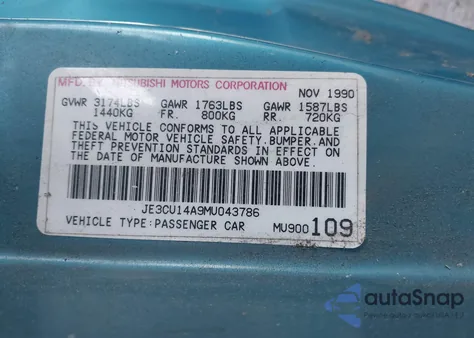 MFD. BY MITSUBISHI MOTORS CORPORATION
NOV 1990
GVWR 3174LBS GAWR 1763LBS GAWR 1587LBS
1440KG FR. 800KG RR. 720KG
THIS VEHICLE CONFORMS TO ALL APPLICABLE
FEDERAL MOTOR VEHICLE SAFETY, BUMPER, AND
THEFT PREVENTION STANDARDS IN EFFECT ON
THE DATE OF MANUFACTURE SHOWN ABOVE.
JE3CU14A9MU043786
VEHICLE TYPE:PASSENGER CAR MU900 109
autoSnap